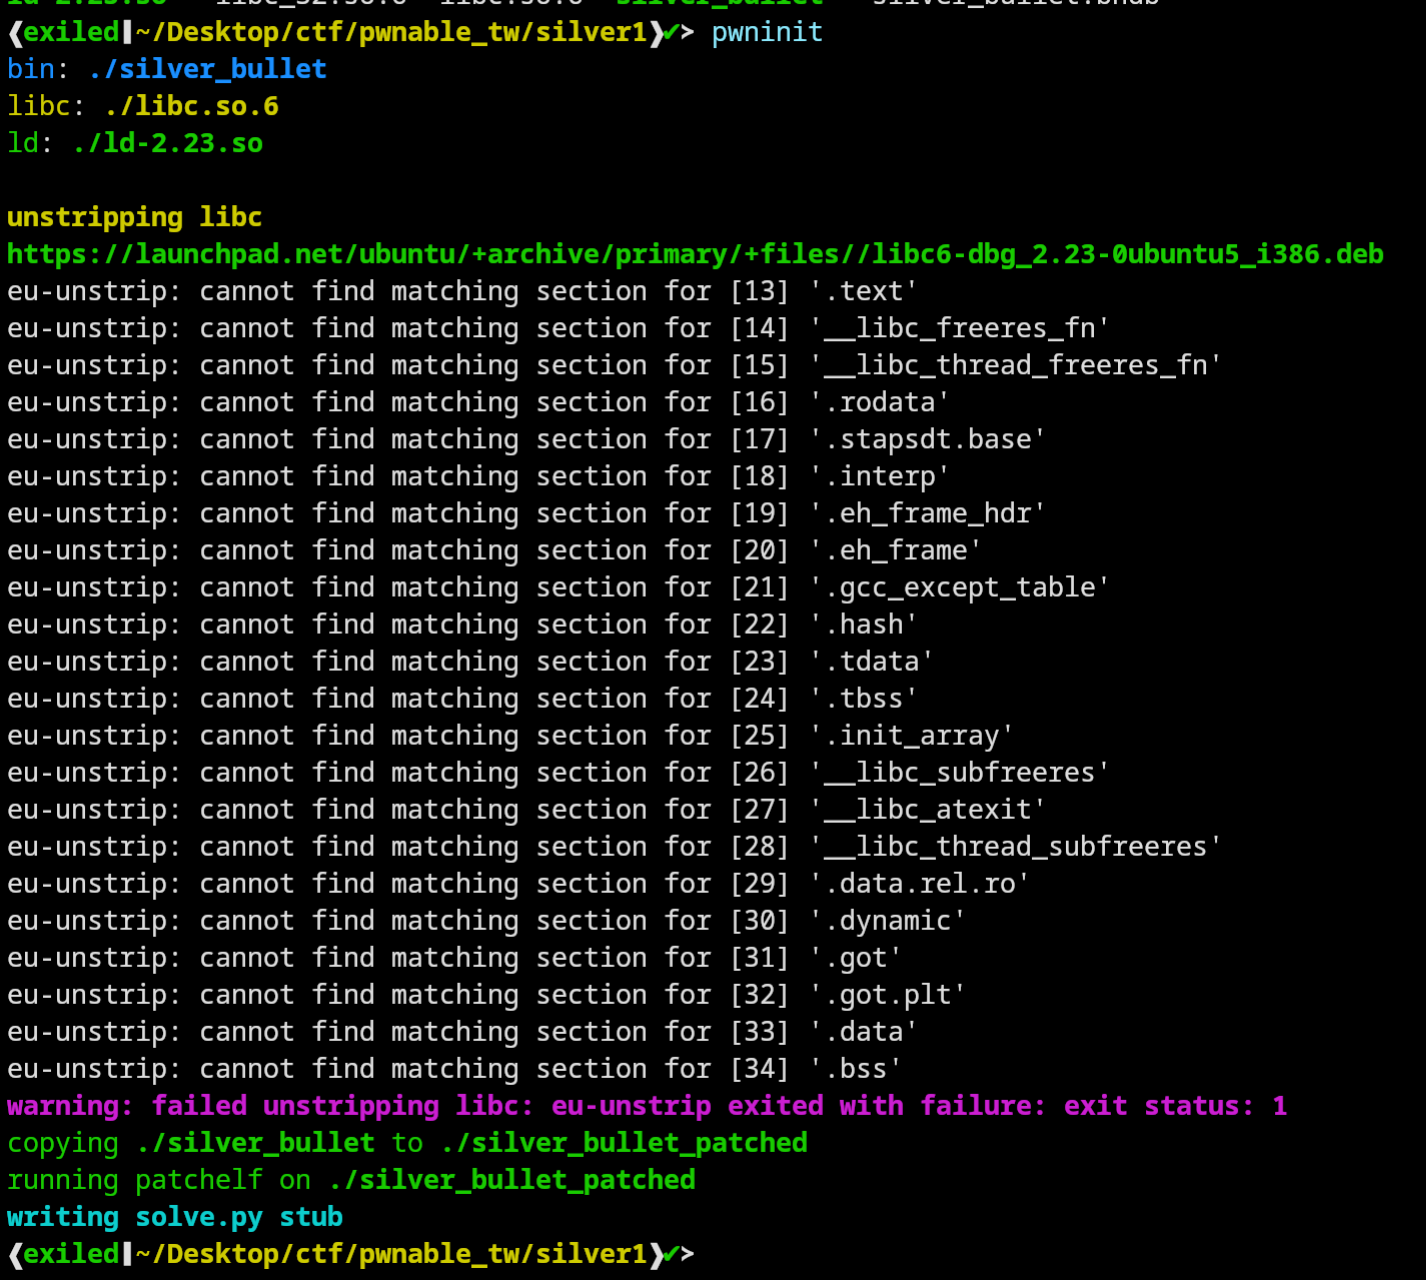 ld-2.23.so libc_32.so.6 libc.so.6 silver_bullet silver_bullet.bndb
❴exiled❙~/Desktop/ctf/pwnable_tw/silver1❵✔> pwninit
bin: ./silver_bullet
libc: ./libc.so.6
ld: ./ld-2.23.so
unstripping libc
https://launchpad.net/ubuntu/+archive/primary/+files//libc6-dbg_2.23-0ubuntu5_i386.deb
eu-unstrip: cannot find matching section for [13] '.text'
eu-unstrip: cannot find matching section for [14] '__libc_freeres_fn'
eu-unstrip: cannot find matching section for [15] '__libc_thread_freeres_fn'
eu-unstrip: cannot find matching section for [16] '.rodata'
eu-unstrip: cannot find matching section for [17] '.stapsdt.base'
eu-unstrip: cannot find matching section for [18] '.interp'
eu-unstrip: cannot find matching section for [19] '.eh_frame_hdr'
eu-unstrip: cannot find matching section for [20] '.eh_frame'
eu-unstrip: cannot find matching section for [21] '.gcc_except_table'
eu-unstrip: cannot find matching section for [22] '.hash'
eu-unstrip: cannot find matching section for [23] '.tdata'
eu-unstrip: cannot find matching section for [24] '.tbss'
eu-unstrip: cannot find matching section for [25] '.init_array'
eu-unstrip: cannot find matching section for [26] '__libc_subfreeres'
eu-unstrip: cannot find matching section for [27] '__libc_atexit'
eu-unstrip: cannot find matching section for [28] '__libc_thread_subfreeres'
eu-unstrip: cannot find matching section for [29] '.data.rel.ro'
eu-unstrip: cannot find matching section for [30] '.dynamic'
eu-unstrip: cannot find matching section for [31] '.got'
eu-unstrip: cannot find matching section for [32] '.got.plt'
eu-unstrip: cannot find matching section for [33] '.data'
eu-unstrip: cannot find matching section for [34] '.bss'
warning: failed unstripping libc: eu-unstrip exited with failure: exit status: 1
copying ./silver_bullet to ./silver_bullet_patched
running patchelf on ./silver_bullet_patched
writing solve.py stub
❴exiled❙~/Desktop/ctf/pwnable_tw/silver1❵✔>